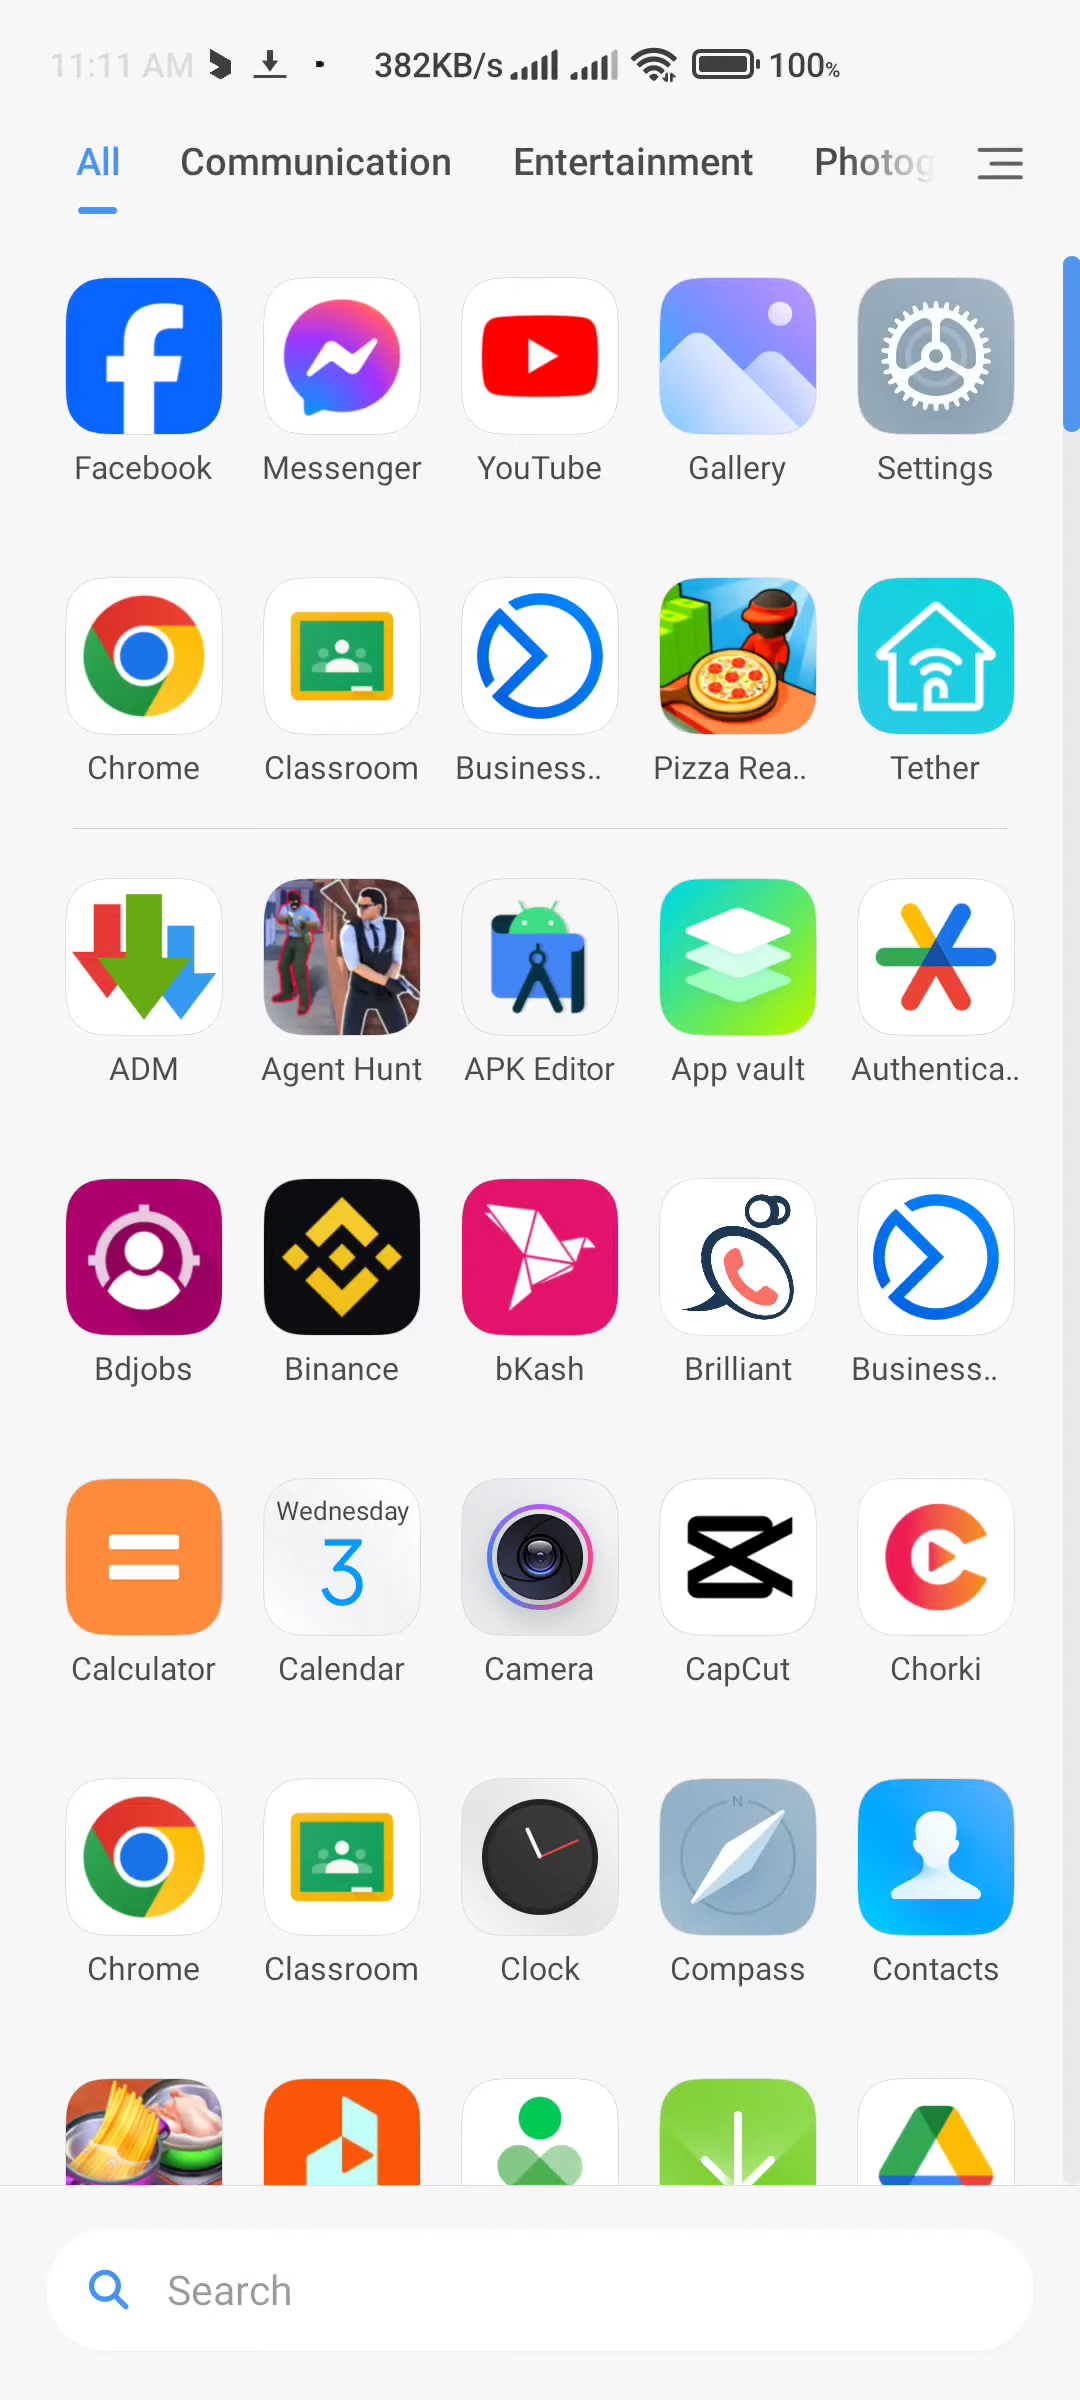 11:11 AM 382KB/s 100%
All Communication Entertainment Photog
Facebook Messenger YouTube Gallery Settings
Chrome Classroom Business.. Pizza Rea.. Tether
ADM Agent Hunt APK Editor App vault Authentica..
Bdjobs Binance bKash Brilliant Business..
Wednesday
3
N
Calculator Calendar Camera CapCut Chorki
Chrome Classroom Clock Compass Contacts
Search